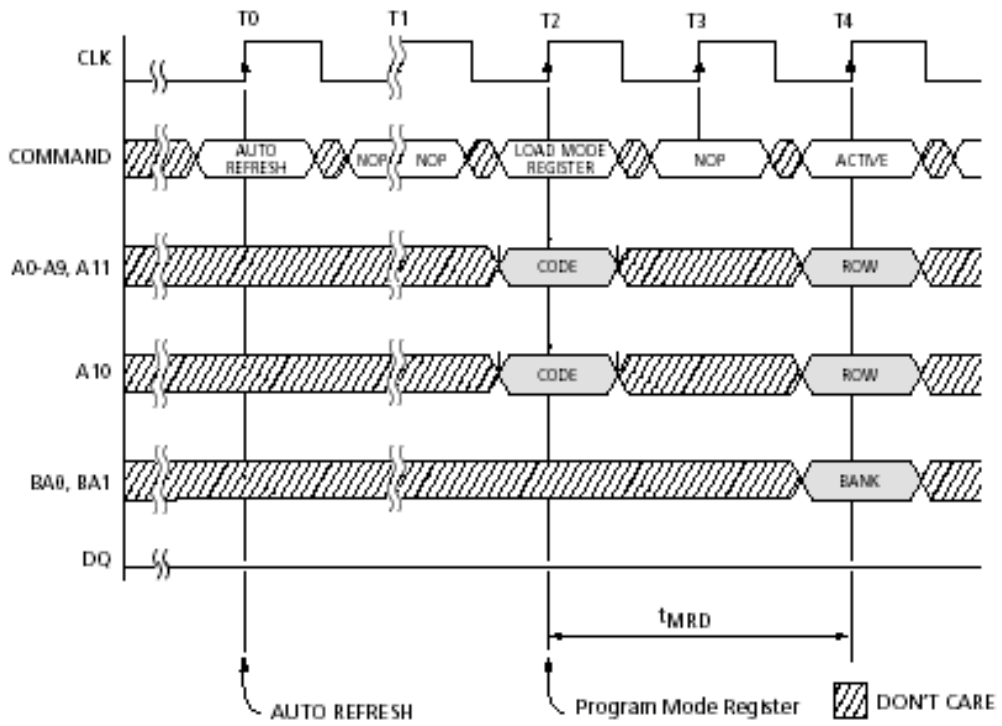 T0 T1 T2 T3 T4
CLK
COMMAND AUTO REFRESH NOP NOP LOAD MODE REGISTER NOP ACTIVE
A0-A9, A11 CODE ROW
A10 CODE ROW
BA0, BA1 BANK
DQ
tMRD
AUTO REFRESH Program Mode Register DON'T CARE